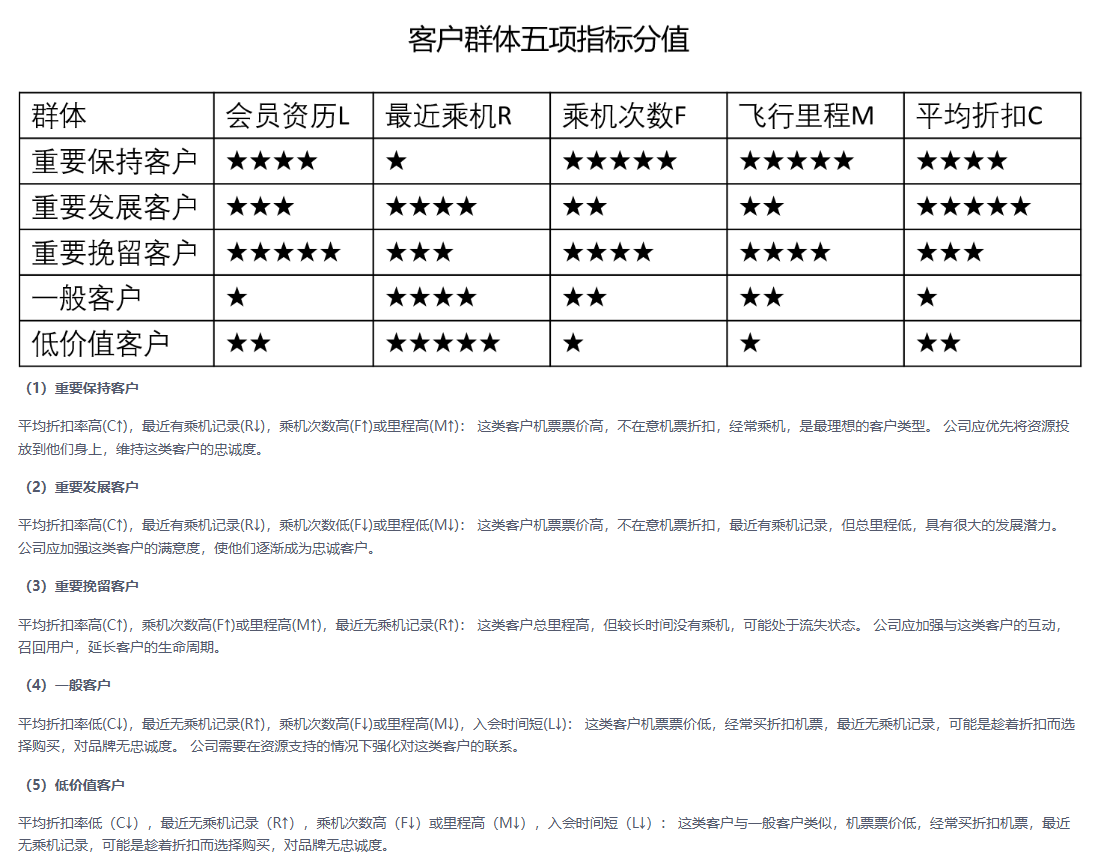 客户群体五项指标分值
群体 会员资历L 最近乘机R 乘机次数F 飞行里程M 平均折扣C
重要保持客户 ★★★★ ★ ★★★★★ ★★★★★ ★★★★
重要发展客户 ★★★ ★★★★ ★★ ★★ ★★★★★
重要挽留客户 ★★★★★ ★★★ ★★★★ ★★★★ ★★★
一般客户 ★ ★★★★ ★★ ★★ ★
低价值客户 ★★ ★★★★★ ★ ★ ★★
（1）重要保持客户
平均折扣率高(C↑)，最近有乘机记录(R↓)，乘机次数高(F↑)或里程高(M↑)： 这类客户机票票价高，不在意机票折扣，经常乘机，是最理想的客户类型。 公司应优先将资源投
放到他们身上，维持这类客户的忠诚度。
（2）重要发展客户
平均折扣率高(C↑)，最近有乘机记录(R↓)，乘机次数低(F↓)或里程低(M↓)： 这类客户机票票价高，不在意机票折扣，最近有乘机记录，但总里程低，具有很大的发展潜力。
公司应加强这类客户的满意度，使他们逐渐成为忠诚客户。
（3）重要挽留客户
平均折扣率高(C↑)，乘机次数高(F↑)或里程高(M↑)，最近无乘机记录(R↑)： 这类客户总里程高，但较长时间没有乘机，可能处于流失状态。 公司应加强与这类客户的互动，
召回用户，延长客户的生命周期。
（4）一般客户
平均折扣率低(C↓)，最近无乘机记录(R↑)，乘机次数高(F↓)或里程高(M↓)，入会时间短(L↓)： 这类客户机票票价低，经常买折扣机票，最近无乘机记录，可能是趁着折扣而选
择购买，对品牌无忠诚度。 公司需要在资源支持的情况下强化对这类客户的联系。
（5）低价值客户
平均折扣率低（C↓），最近无乘机记录（R↑），乘机次数高（F↓）或里程高（M↓），入会时间短（L↓）： 这类客户与一般客户类似，机票票价低，经常买折扣机票，最近
无乘机记录，可能是趁着折扣而选择购买，对品牌无忠诚度。